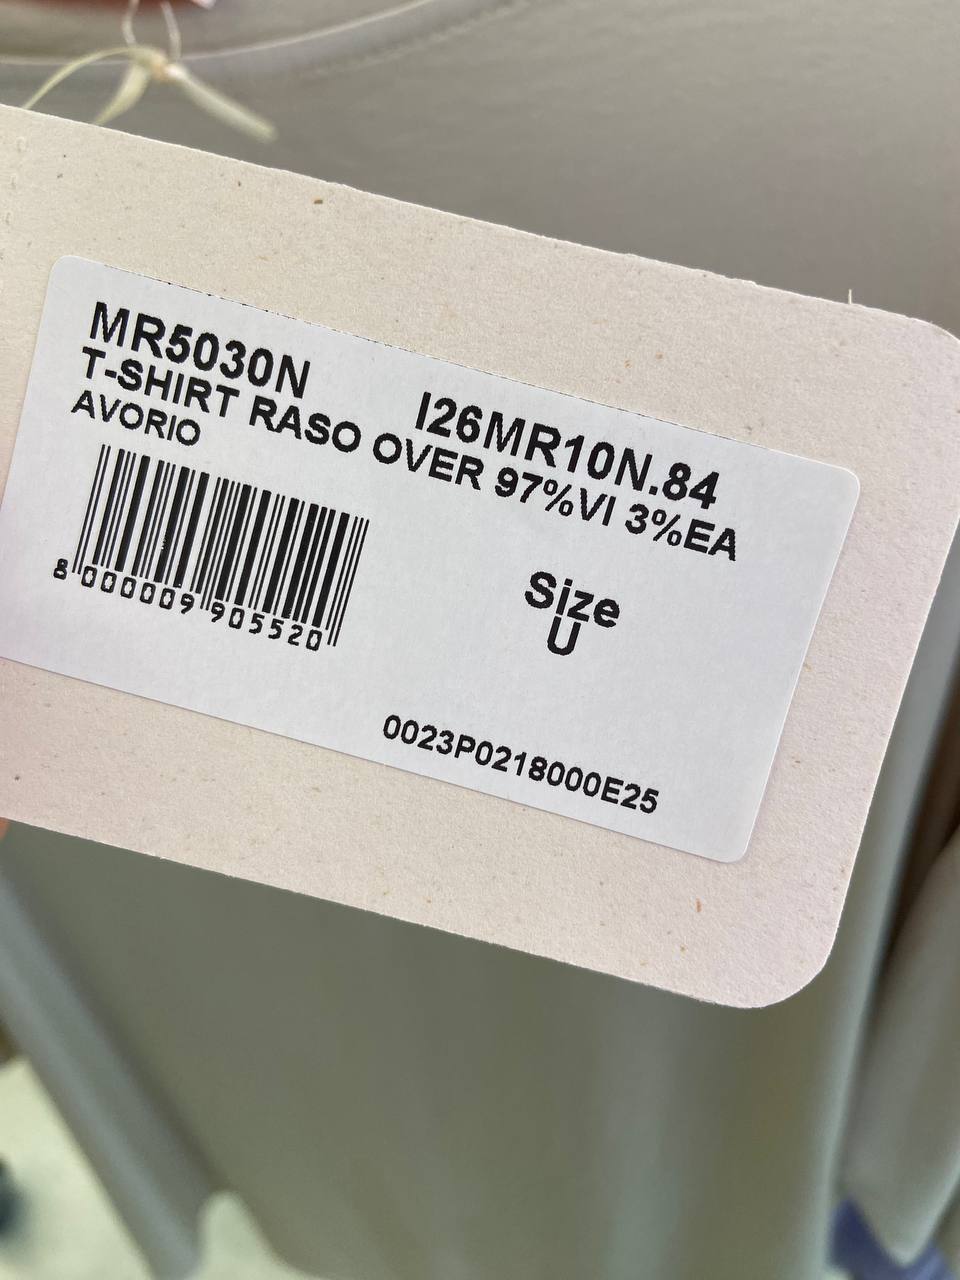 MR5030N I26MR10N.84
T-SHIRT RASO OVER 97%VI 3%EA
AVORIO
8 000009 905520
Size
U
0023P0218000E25